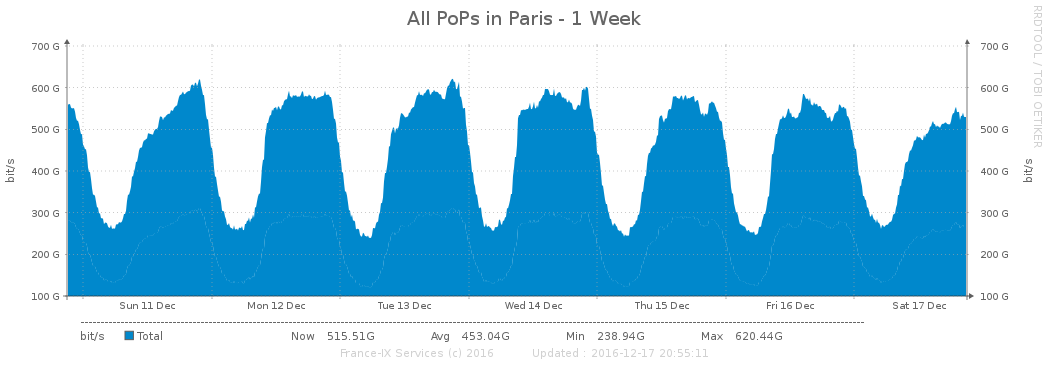 All PoPs in Paris - 1 Week
RRDTOOL / TOBI OETIKER
700 G 700 G
600 G 600 G
500 G 500 G
400 G 400 G
300 G 300 G
200 G 200 G
100 G 100 G
bit/s bit/s
Sun 11 Dec Mon 12 Dec Tue 13 Dec Wed 14 Dec Thu 15 Dec Fri 16 Dec Sat 17 Dec
bit/s Total Now 515.51G Avg 453.04G Min 238.94G Max 620.44G
France-IX Services (c) 2016 Updated : 2016-12-17 20:55:11